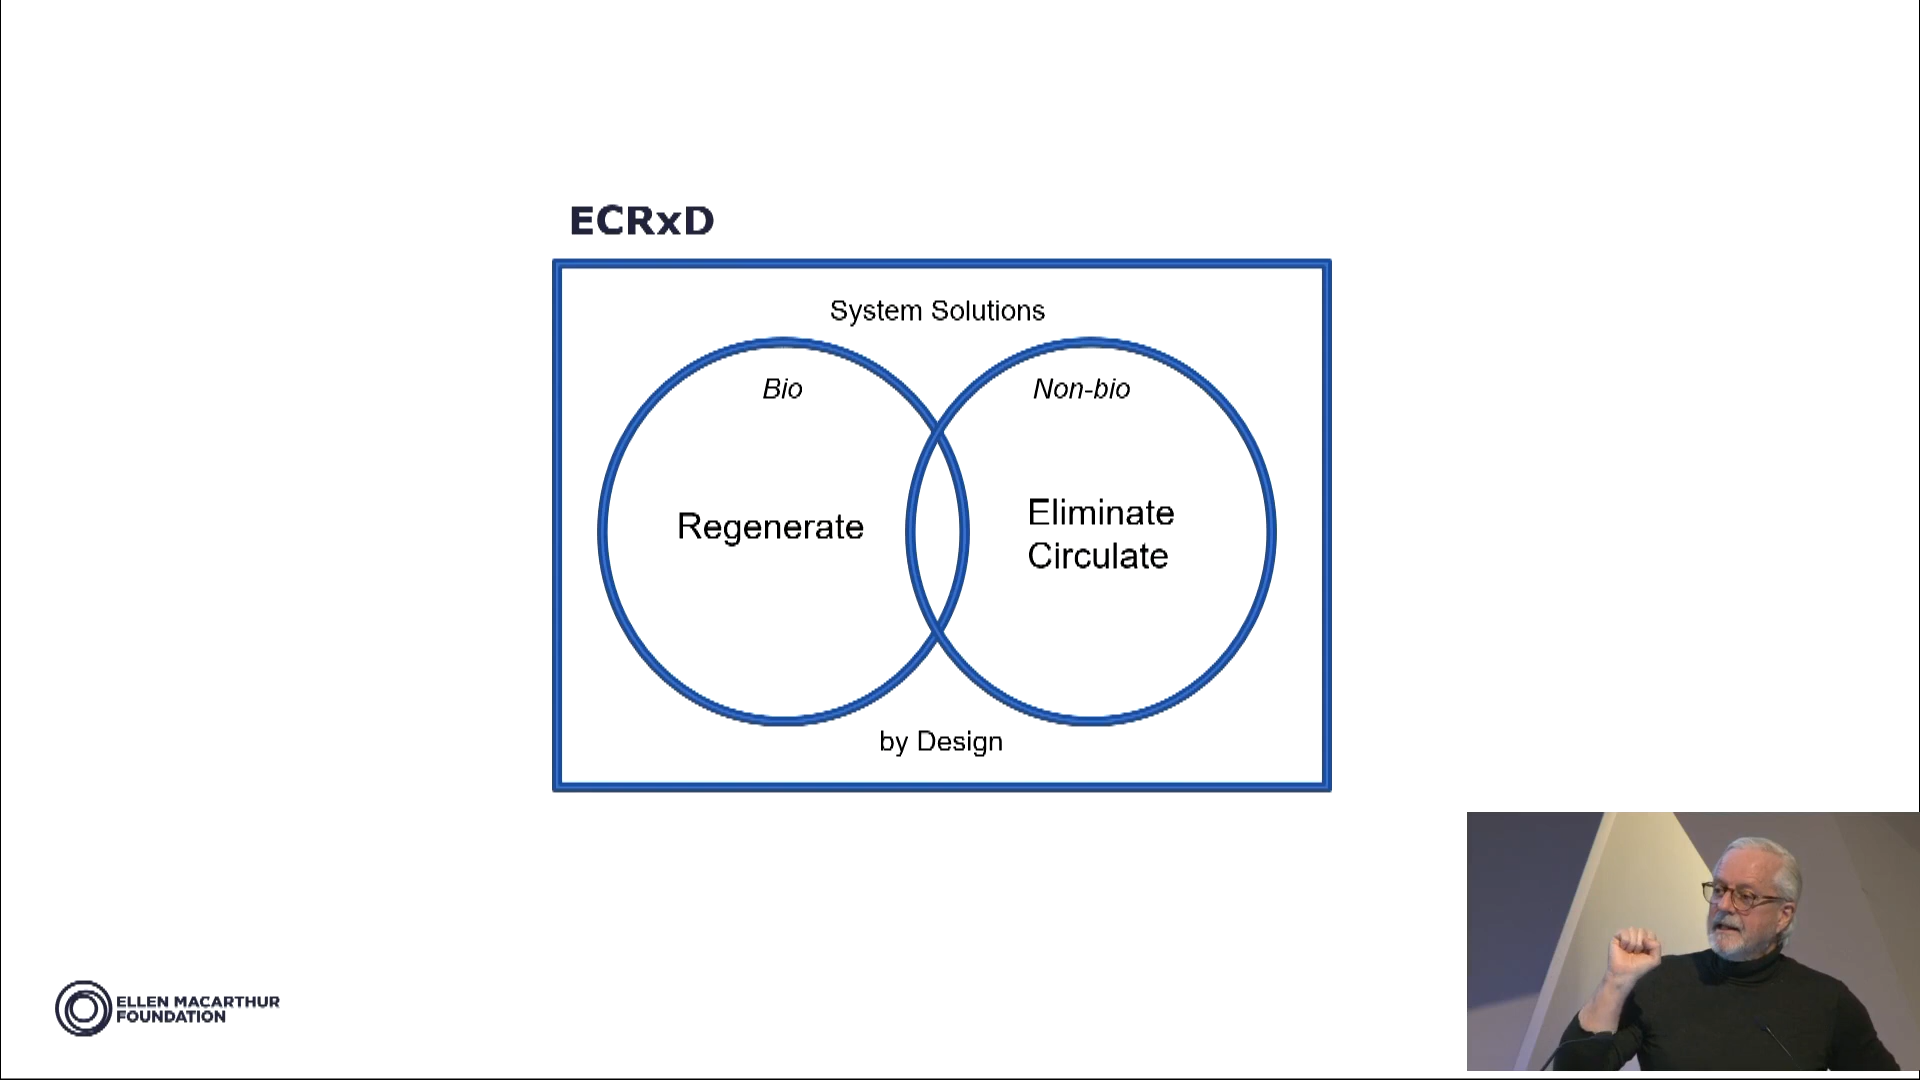 ECRxD
System Solutions
Bio
Non-bio
Regenerate
Eliminate
Circulate
by Design
ELLEN MACARTHUR
FOUNDATION